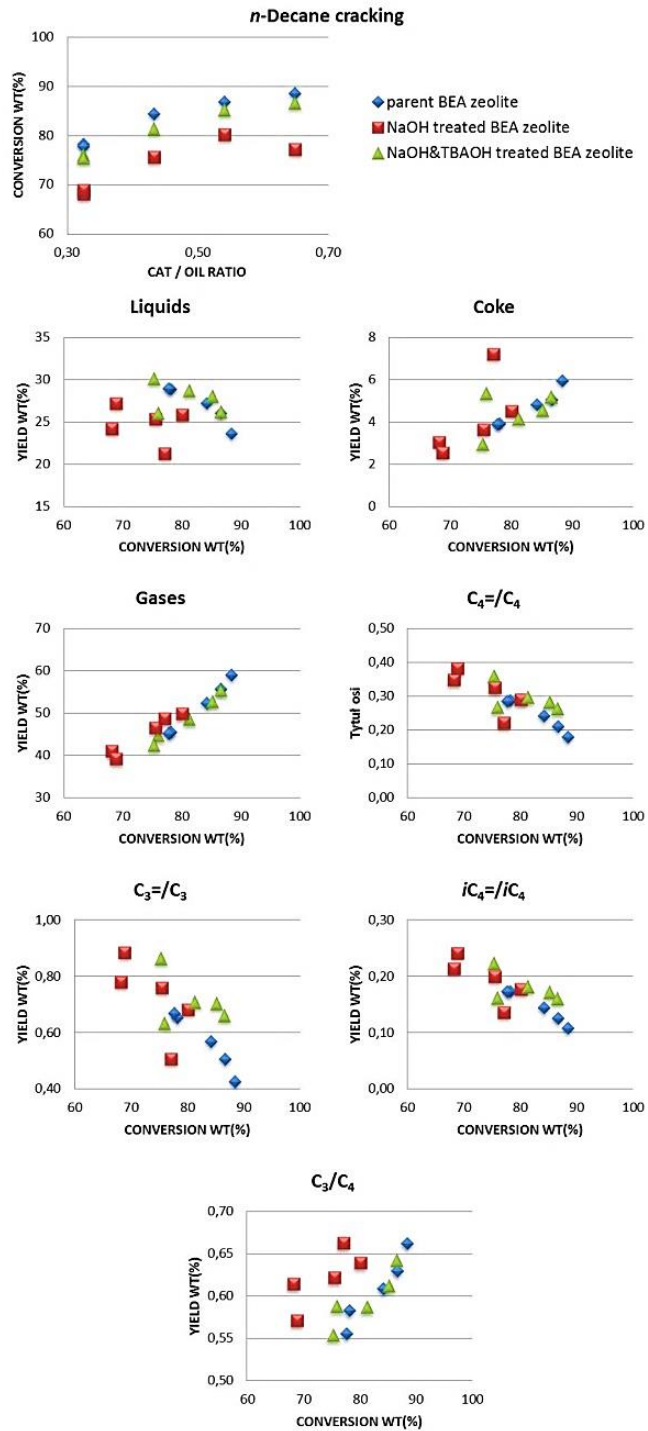 n-Decane cracking
100
90
80
70
60
CONVERSION WT(%)
0,30
0,50
0,70
CAT / OIL RATIO
parent BEA zeolite
NaOH treated BEA zeolite
NaOH&TBAOH treated BEA zeolite
Liquids
35
30
25
20
15
YIELD WT(%)
60
70
80
90
100
CONVERSION WT(%)
Coke
8
6
4
2
0
YIELD WT(%)
60
70
80
90
100
CONVERSION WT(%)
Gases
70
60
50
40
30
YIELD WT(%)
60
70
80
90
100
CONVERSION WT(%)
C₄=/C₄
0,50
0,40
0,30
0,20
0,10
0,00
Tytuł osi
60
70
80
90
100
CONVERSION WT(%)
C₃=/C₃
1,00
0,80
0,60
0,40
YIELD WT(%)
60
70
80
90
100
CONVERSION WT(%)
iC₄=/iC₄
0,30
0,20
0,10
0,00
YIELD WT(%)
60
70
80
90
100
CONVERSION WT(%)
C₃/C₄
0,70
0,65
0,60
0,55
0,50
YIELD WT(%)
60
70
80
90
100
CONVERSION WT(%)